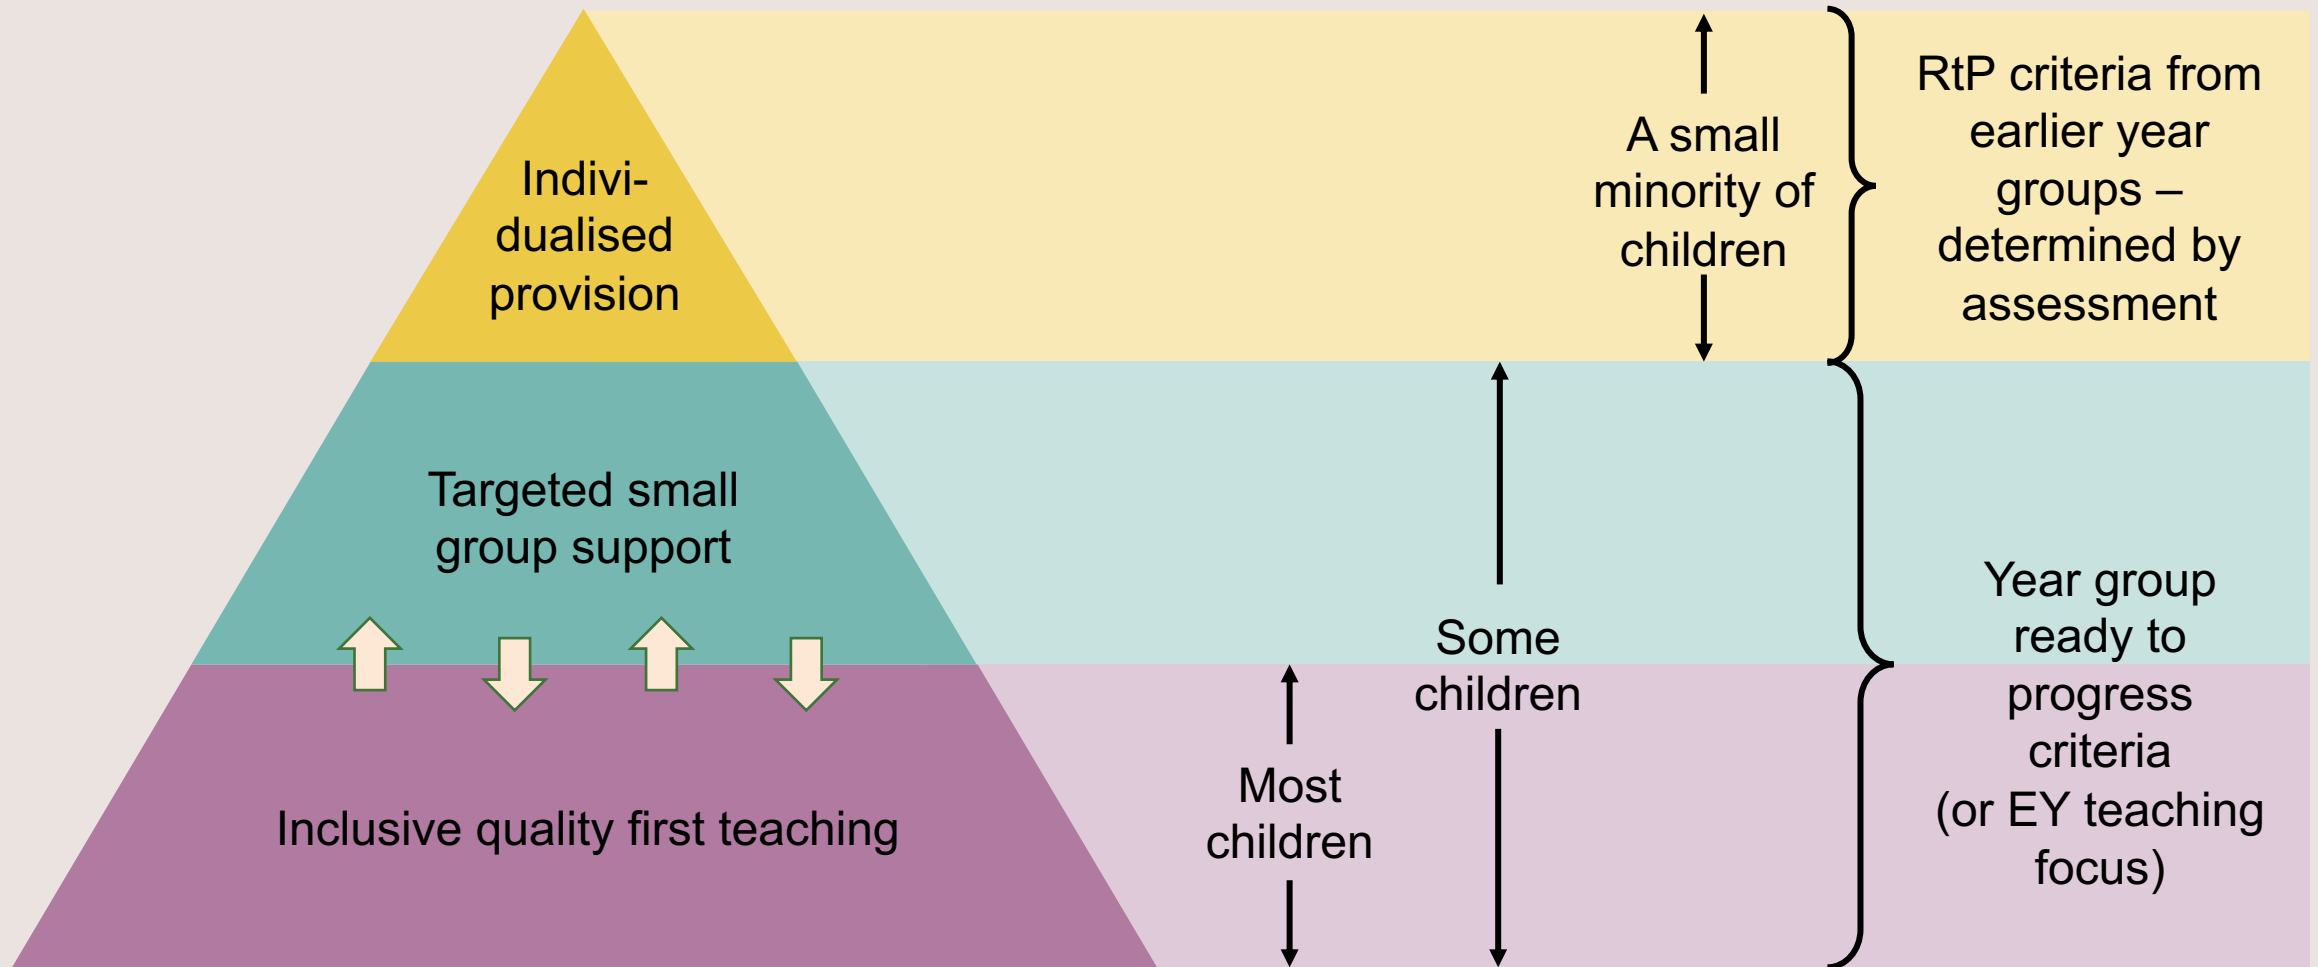 Indivi-
dualised
provision
A small
minority of
children
RtP criteria from
earlier year
groups –
determined by
assessment
Targeted small
group support
Some
children
Year group
ready to
progress
criteria
(or EY teaching
focus)
Inclusive quality first teaching
Most
children